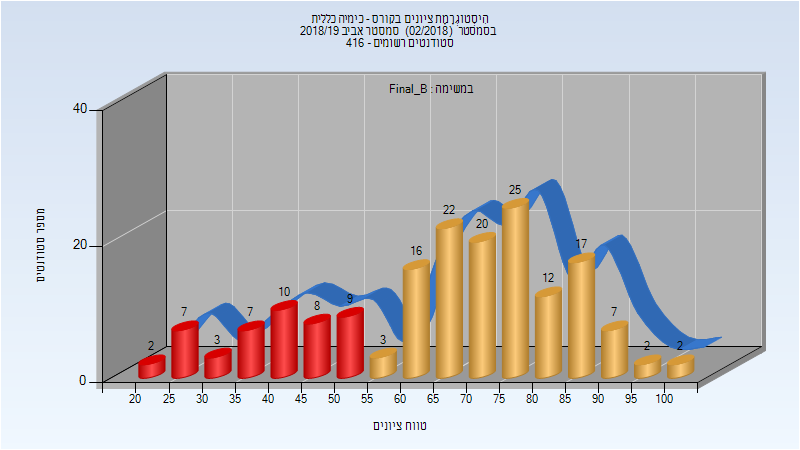 היסטוגרמת ציונים בקורס - כימיה כללית
בסמסטר (02/2018) סמסטר אביב 2018/19
סטודנטים רשומים - 416
במשימה : Final_B
מספר סטודנטים
40
20
0
2
7
3
7
10
8
9
3
16
22
20
25
12
17
7
2
2
20 25 30 35 40 45 50 55 60 65 70 75 80 85 90 95 100
טווח ציונים